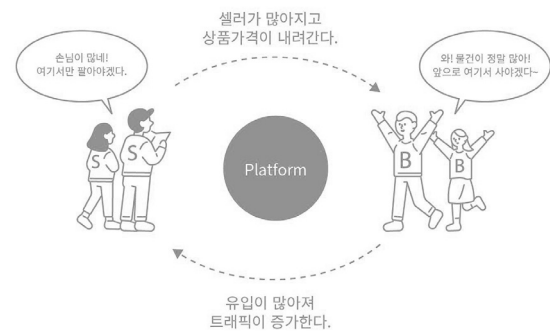 셀러가 많아지고
상품가격이 내려간다.
손님이 많네!
여기서만 팔아야겠다.
와! 물건이 정말 많아!
앞으로 여기서 사야겠다~
S
S
Platform
B
B
유입이 많아져
트래픽이 증가한다.